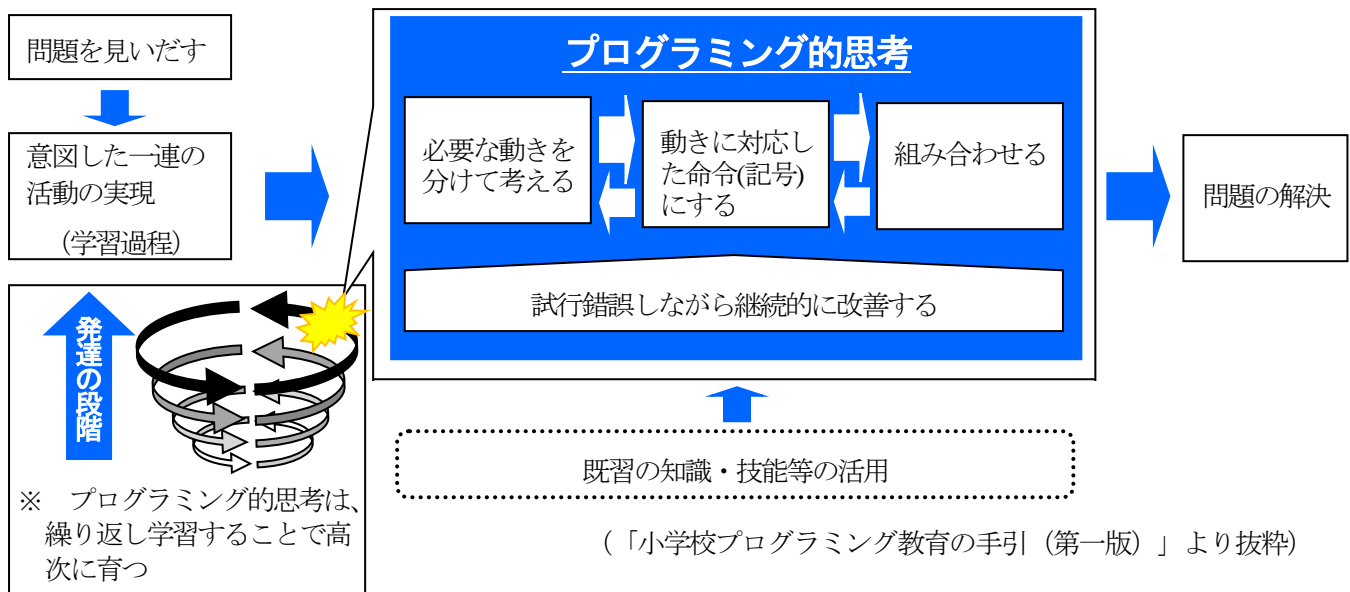 問題を見いだす
意図した一連の
活動の実現
（学習過程）
プログラミング的思考
必要な動きを
分けて考える
動きに対応し
た命令(記号)
にする
組み合わせる
試行錯誤しながら継続的に改善する
問題の解決
発達の段階
※　プログラミング的思考は、
繰り返し学習することで高
次に育つ
既習の知識・技能等の活用
（「小学校プログラミング教育の手引（第一版）」より抜粋）